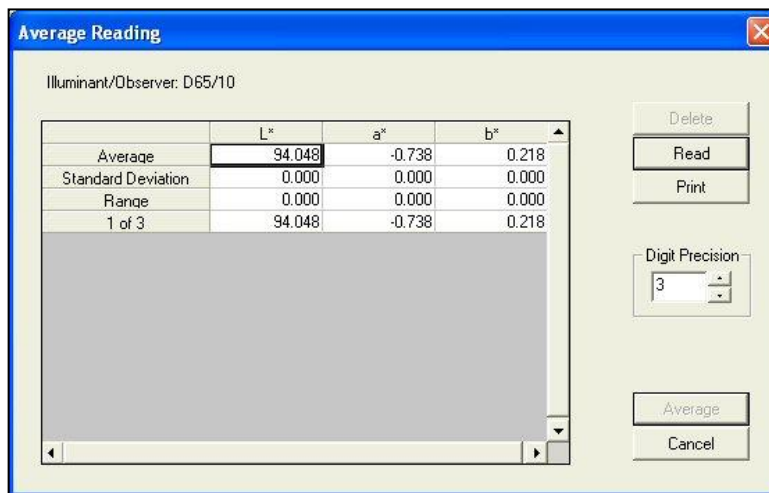 Average Reading
Illuminant/Observer: D65/10
L* a* b*
Average 94.048 -0.738 0.218
Standard Deviation 0.000 0.000 0.000
Range 0.000 0.000 0.000
1 of 3 94.048 -0.738 0.218
Delete
Read
Print
Digit Precision
3
Average
Cancel